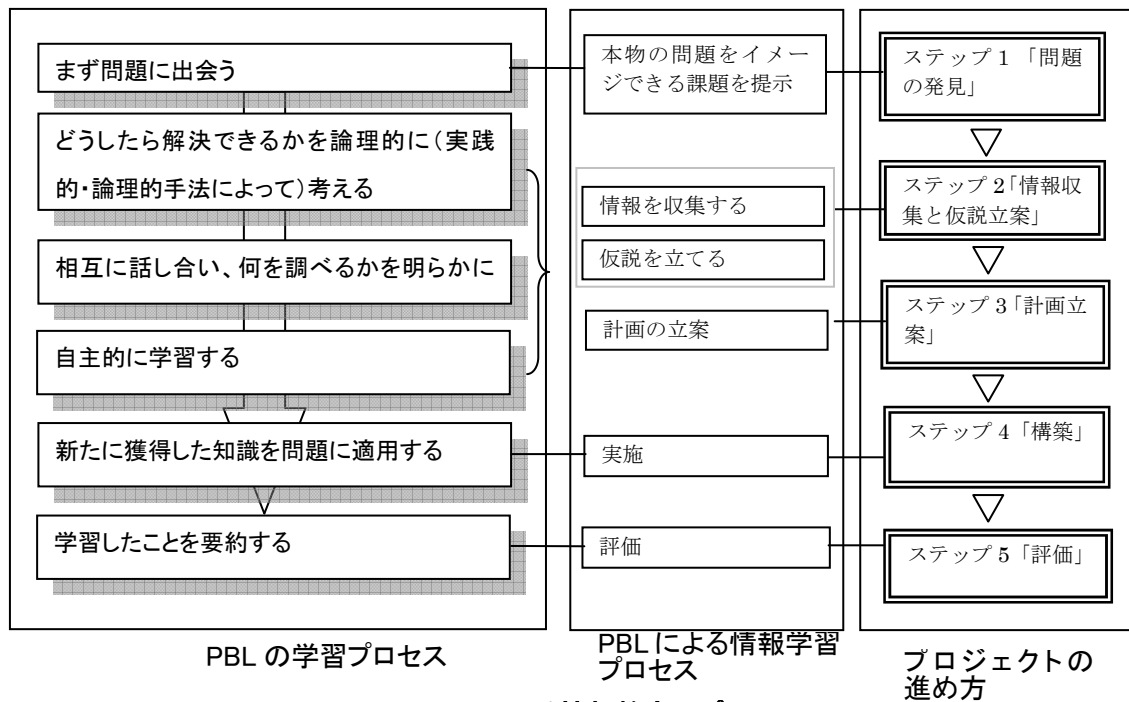 まず問題に出会う
どうしたら解決できるかを論理的に（実践
的・論理的手法によって）考える
相互に話し合い、何を調べるかを明らかに
自主的に学習する
新たに獲得した知識を問題に適用する
学習したことを要約する
PBL の学習プロセス
本物の問題をイメー
ジできる課題を提示
情報を収集する
仮説を立てる
計画の立案
実施
評価
PBL による情報学習
プロセス
ステップ 1 「問題
の発見」
ステップ 2「情報収
集と仮説立案」
ステップ 3「計画立
案」
ステップ 4「構築」
ステップ 5「評価」
プロジェクトの
進め方